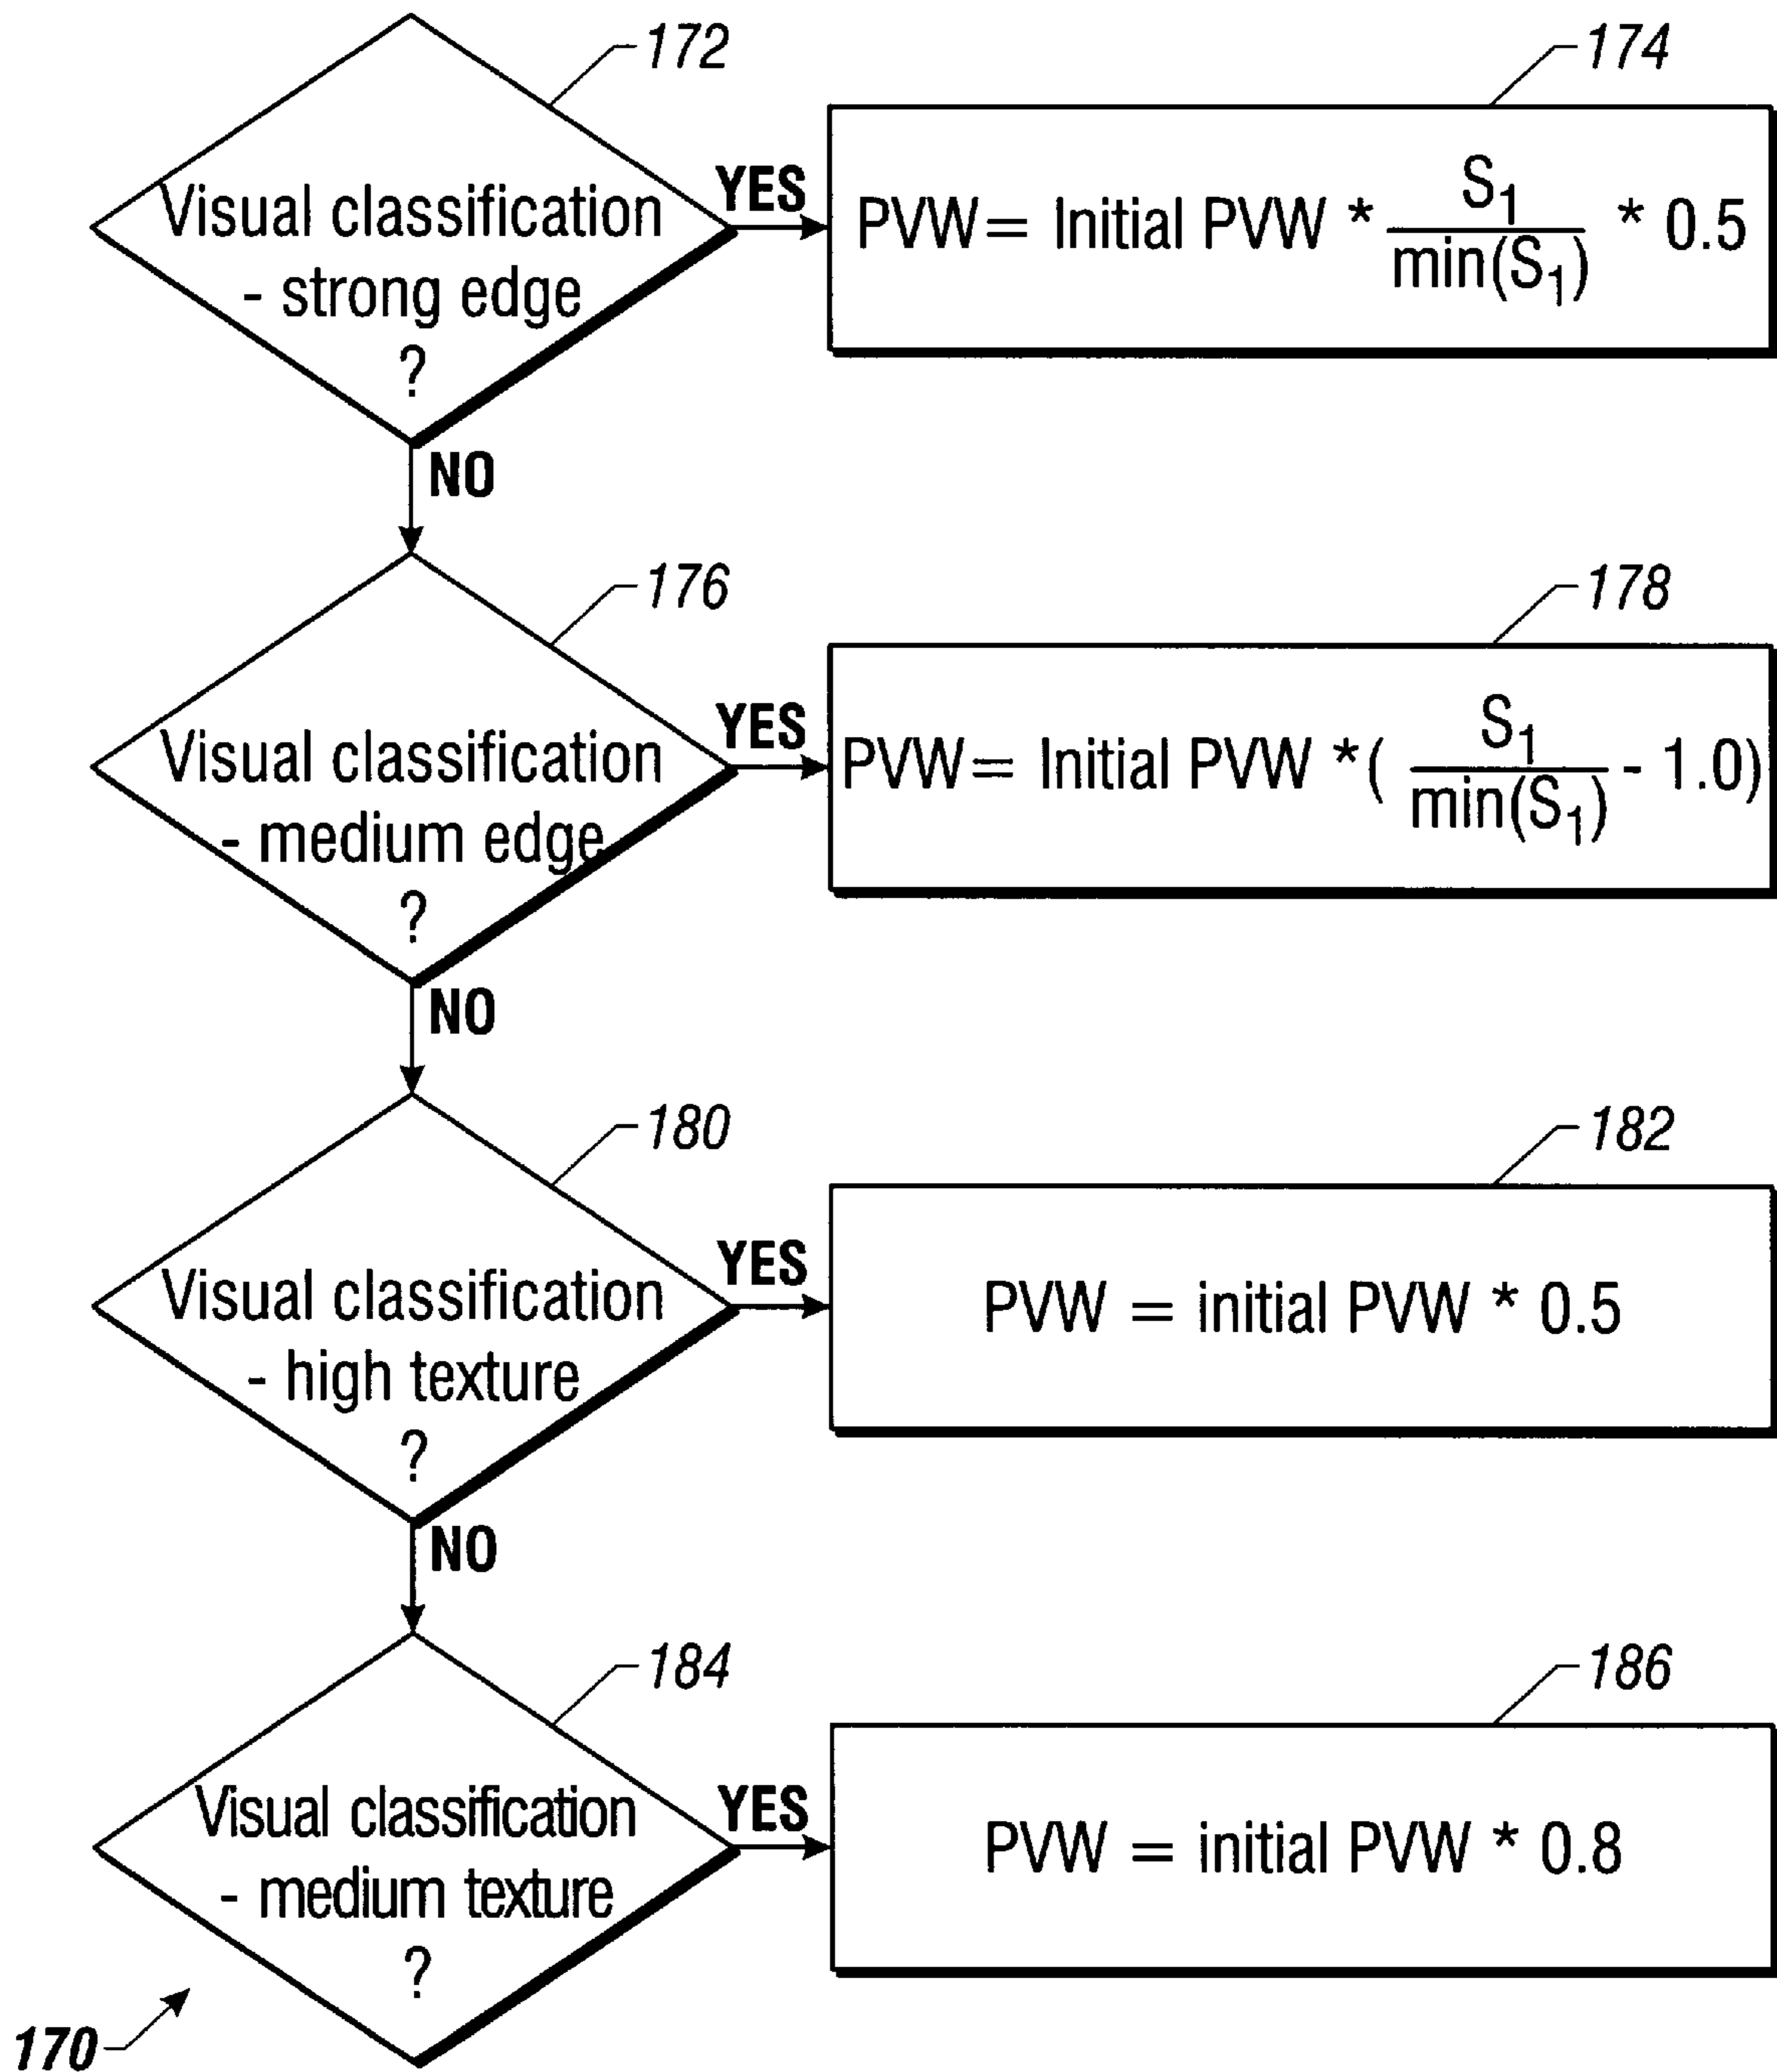 172
Visual classification
- strong edge
?
YES
NO
174
PVW = Initial PVW * S₁ / min(S₁) * 0.5
176
Visual classification
- medium edge
?
YES
NO
178
PVW = Initial PVW * ( S₁ / min(S₁) - 1.0)
180
Visual classification
- high texture
?
YES
NO
182
PVW = initial PVW * 0.5
184
Visual classification
- medium texture
?
YES
186
PVW = initial PVW * 0.8
170